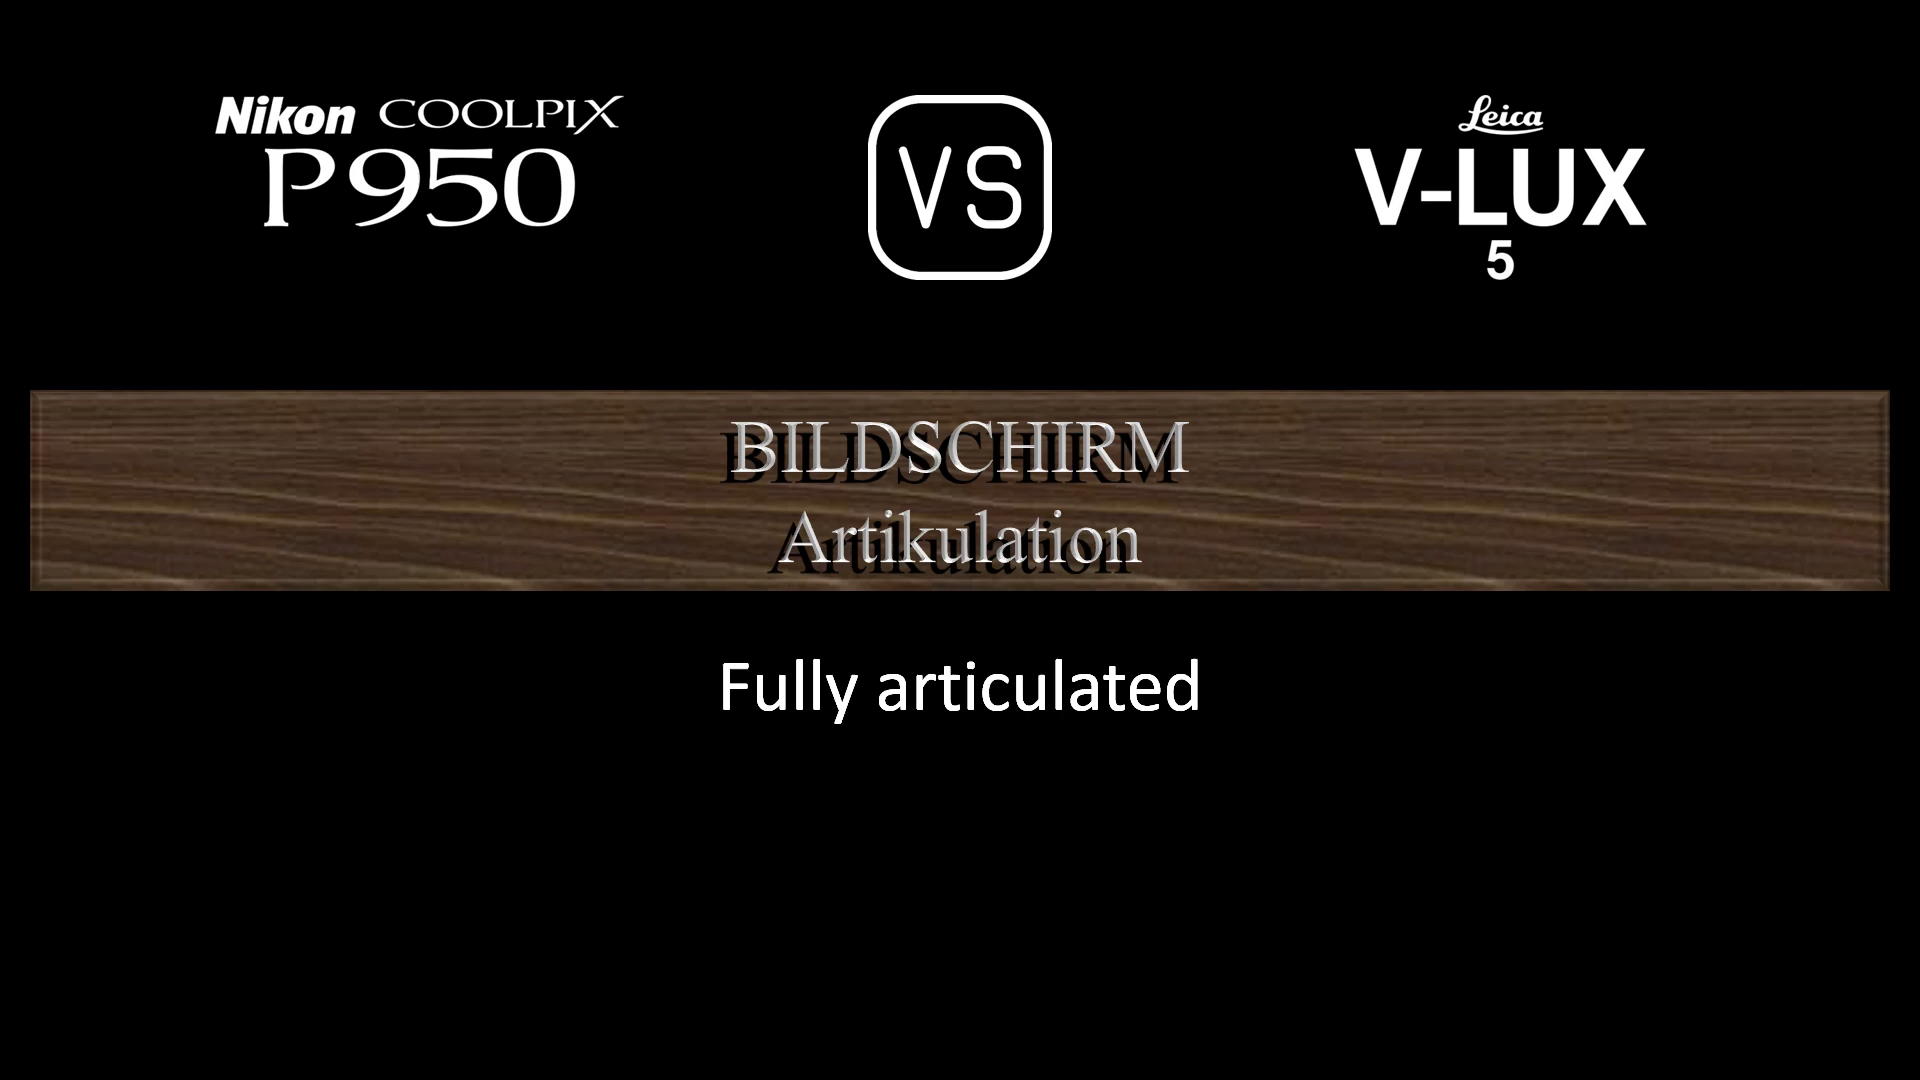 Nikon COOLPIX
P950
VS
Leica
V-LUX
5
BILDSCHIRM
Artikulation
Fully articulated